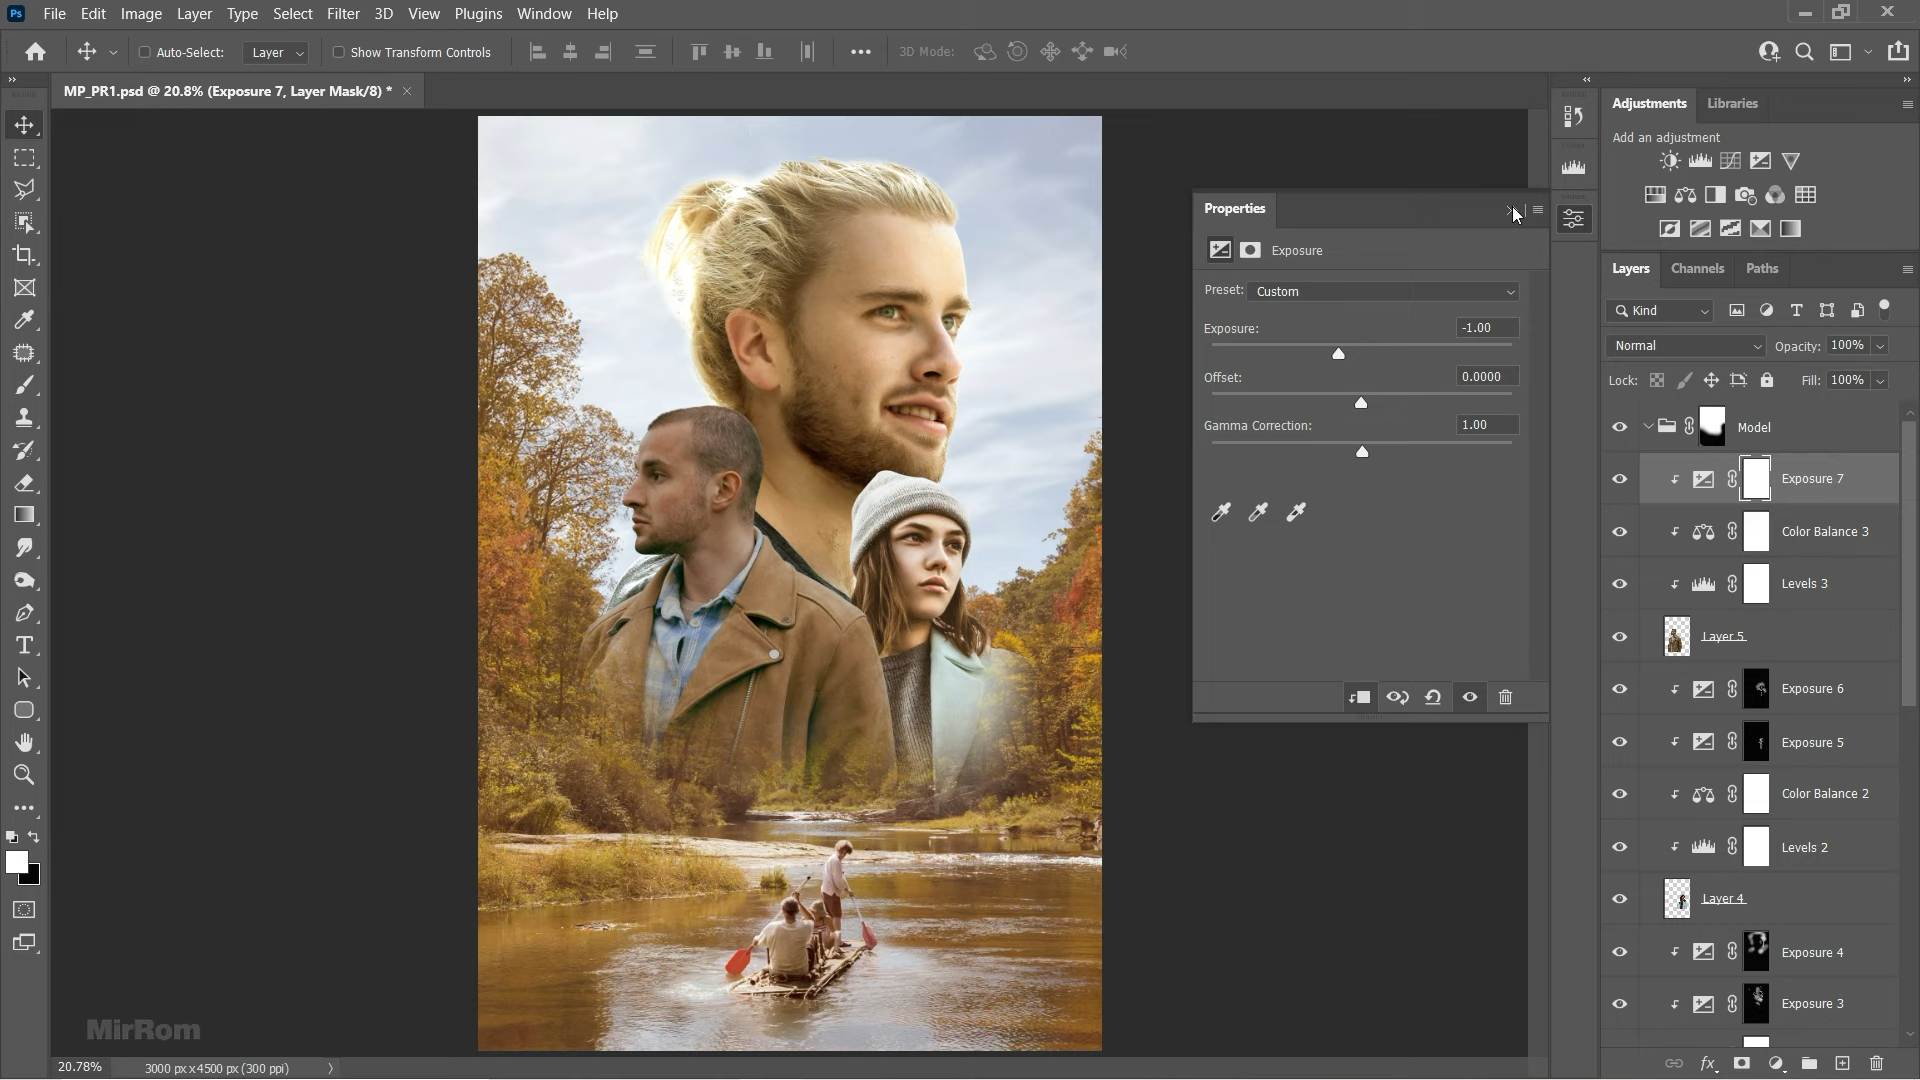 Ps File Edit Image Layer Type Select Filter 3D View Plugins Window Help
Auto-Select: Layer Show Transform Controls 3D Mode:
MP_PR1.psd @ 20.8% (Exposure 7, Layer Mask/8) *
Adjustments Libraries
Add an adjustment
Properties
Exposure
Preset: Custom
Exposure: -1.00
Offset: 0.0000
Gamma Correction: 1.00
Layers Channels Paths
Kind
Normal Opacity: 100%
Lock: Fill: 100%
Model
Exposure 7
Color Balance 3
Levels 3
Layer 5
Exposure 6
Exposure 5
Color Balance 2
Levels 2
Layer 4
Exposure 4
Exposure 3
MirRom
20.78% 3000 px x 4500 px (300 ppi)